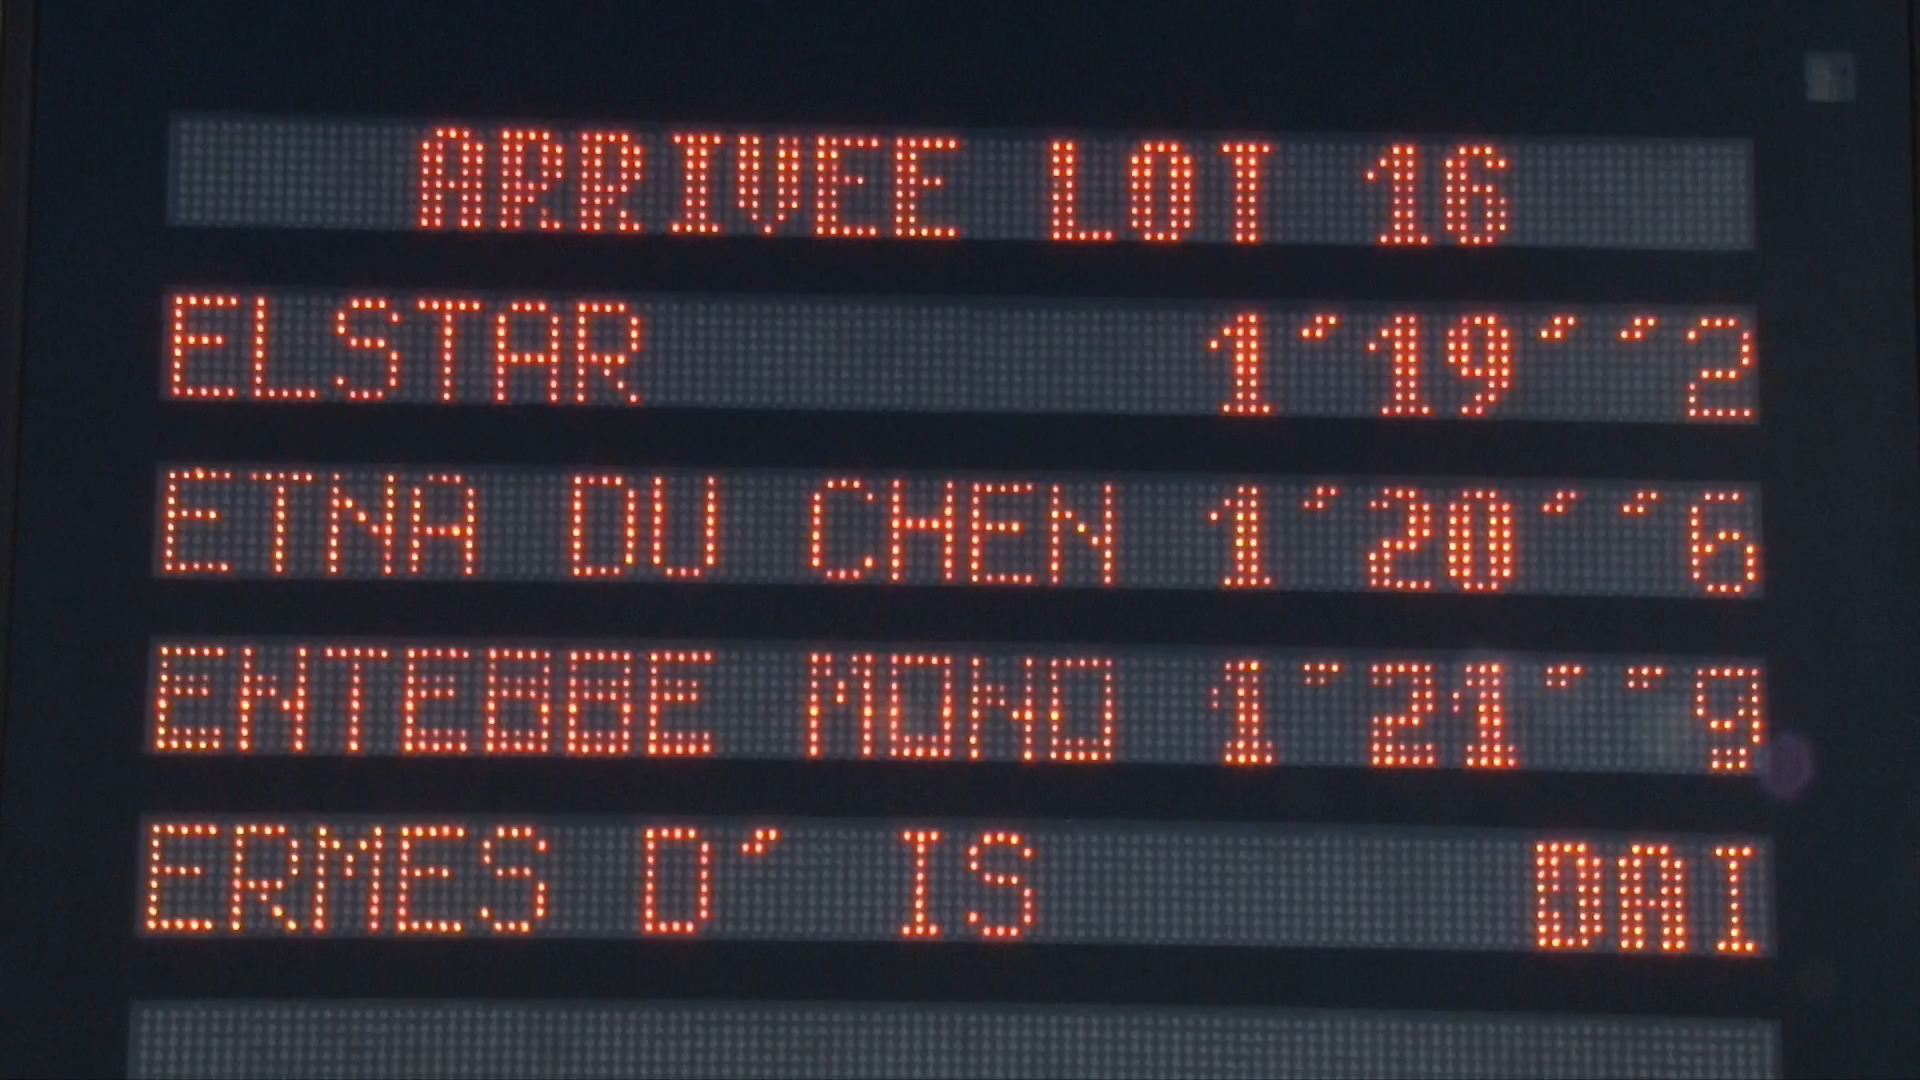 ARRIVEE LOT 16
ELSTAR 1'19''2
ETNA DU CHEN 1'20''6
ENTEBBE MONO 1'21''9
ERMES D' IS DAI